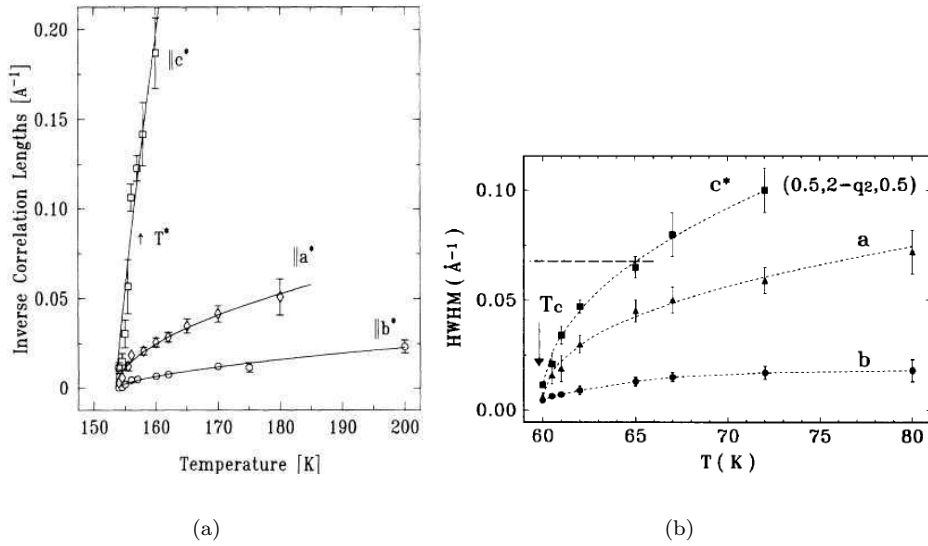 0.20
0.15
0.10
0.05
0
150 160 170 180 190 200
Inverse Correlation Lengths [A⁻¹]
Temperature [K]
||c*
T*
||a*
||b*
(a)
0.10
0.05
0.00
60 65 70 75 80
HWHM (Å⁻¹)
T (K)
c*
(0.5,2-q₂,0.5)
a
Tc
b
(b)